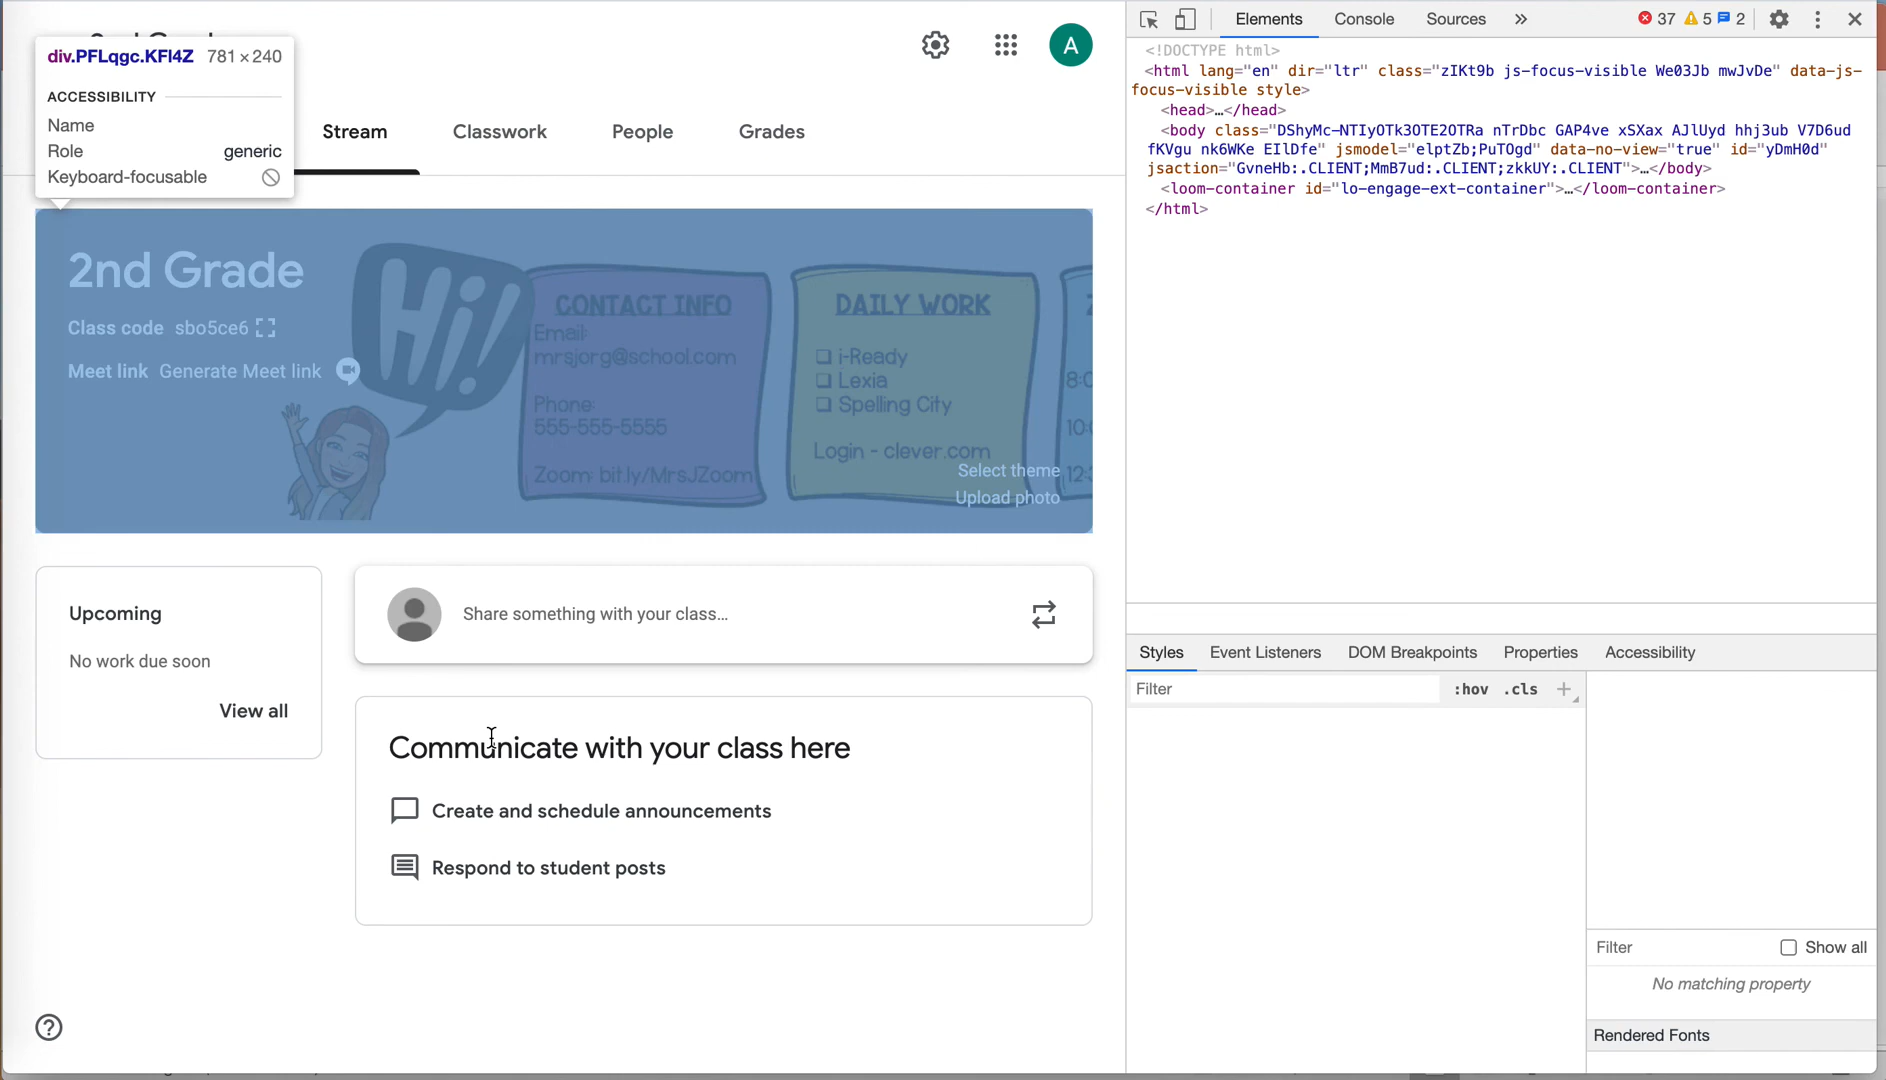 div.PFLqgc.KFl4Z 781 × 240
ACCESSIBILITY
Name
Role generic
Keyboard-focusable
A
Stream Classwork People Grades
2nd Grade
Class code sbo5ce6
Meet link Generate Meet link
Hi!
CONTACT INFO
Email:
mrsjorg@school.com
Phone:
555-555-5555
Zoom: bit.ly/MrsJZoom
DAILY WORK
i-Ready
Lexia
Spelling City
Login - clever.com
Select theme
Upload photo
Upcoming
No work due soon
View all
Share something with your class...
Communicate with your class here
Create and schedule announcements
Respond to student posts
Elements Console Sources » 37 5 2
<!DOCTYPE html>
<html lang="en" dir="ltr" class="zIKt9b js-focus-visible We03Jb mwJvDe" data-js-
focus-visible style>
<head>…</head>
<body class="DShyMc-NTIyOTk3OTE2OTRa nTrDbc GAP4ve xSXax AJlUyd hhj3ub V7D6ud
fKVgu nk6WKe EIlDfe" jsmodel="elptZb;PuTOgd" data-no-view="true" id="yDmH0d"
jsaction="GvneHb:.CLIENT;MmB7ud:.CLIENT;zkkUY:.CLIENT">…</body>
<loom-container id="lo-engage-ext-container">…</loom-container>
</html>
Styles Event Listeners DOM Breakpoints Properties Accessibility
Filter :hov .cls +
Filter Show all
No matching property
Rendered Fonts